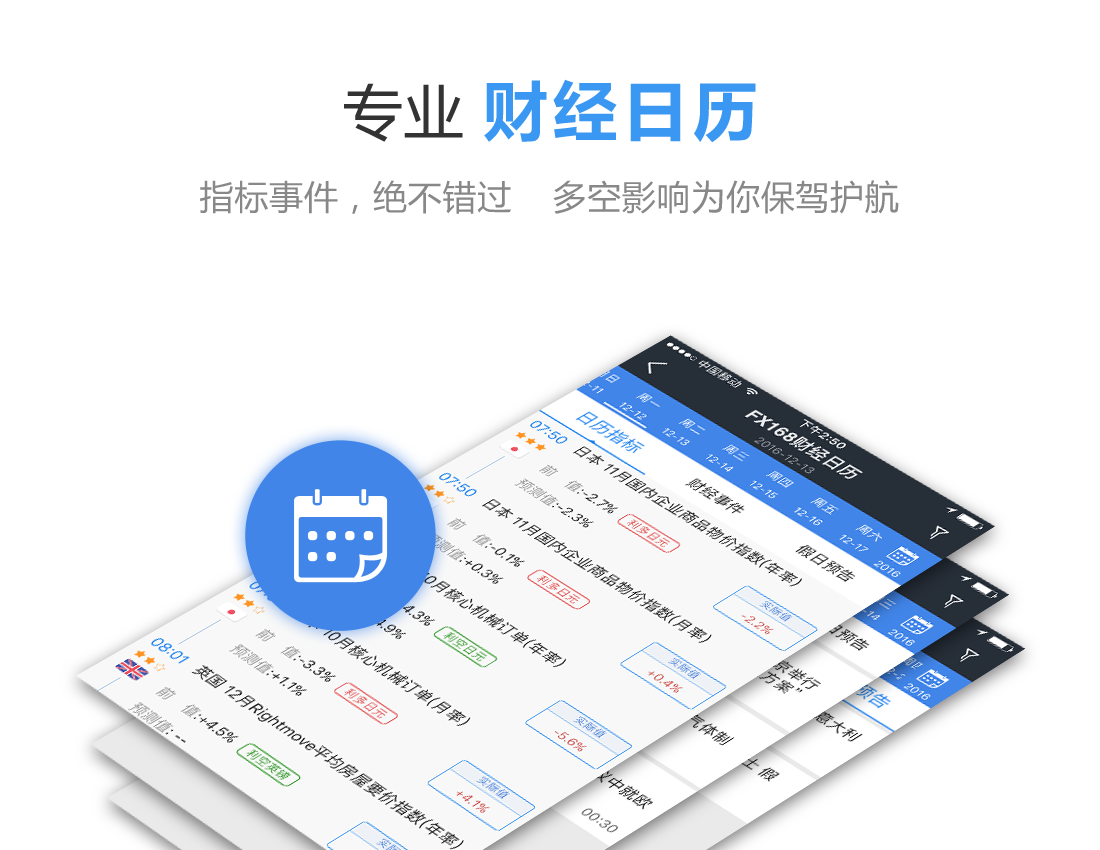 专业 财经日历
指标事件，绝不错过 多空影响为你保驾护航
中国移动 下午2:50
FX168财经日历
2016-12-13
周一 周二 周三 周四 周五 周六
12-12 12-13 12-14 12-15 12-16 12-17 2016
日历指标 财经事件 假日预告
07:50
日本 11月国内企业商品物价指数(年率)
前 值:-2.7% 利多日元
预测值:-2.3%
实际值
-2.2%
07:50
日本 11月国内企业商品物价指数(月率)
前 值:-0.1% 利多日元
预测值:+0.3%
实际值
+0.4%
0月核心机械订单(年率)
4.3% 利空日元
4.9%
实际值
-5.6%
10月核心机械订单(月率)
前 值:-3.3% 利多日元
预测值:+1.1%
实际值
+4.1%
08:01
英国 12月Rightmove平均房屋要价指数(年率)
前 值:+4.5% 利空英镑
预测值:--
三
-14 2016
日预告
京举行
方案"
气体制
议中就欧
00:30
2016
预告
意大利
士 假